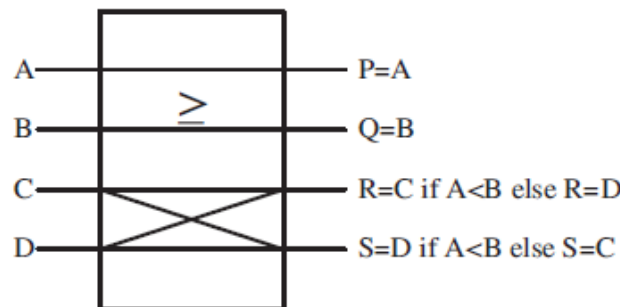 A P=A
≥
B Q=B
C R=C if A<B else R=D
D S=D if A<B else S=C